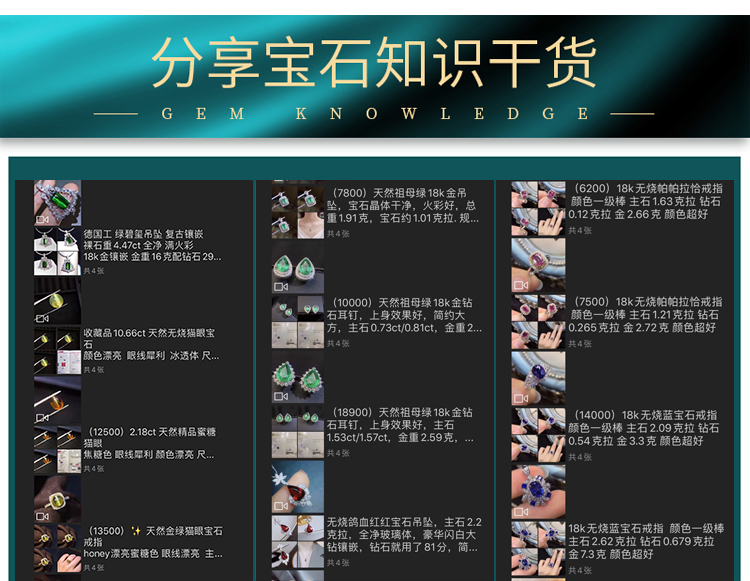 分享宝石知识干货
GEM KNOWLEDGE
德国工 绿碧玺吊坠 复古镶嵌
裸石重4.47ct 全净 满火彩
18k金镶嵌 金重16克配钻石29...
共4张
收藏品10.66ct 天然无烧猫眼宝
石
颜色漂亮 眼线犀利 冰透体 尺...
共4张
（12500）2.18ct 天然精品蜜糖
猫眼
焦糖色 眼线犀利 颜色漂亮 尺...
共4张
（13500）✨ 天然金绿猫眼宝石
戒指
honey漂亮蜜糖色 眼线漂亮 主...
共4张
（7800）天然祖母绿18k金吊
坠，宝石晶体干净，火彩好，总
重1.91克，宝石约1.01克拉. 规...
共4张
（10000）天然祖母绿18k金钻
石耳钉，上身效果好，简约大
方，主石0.73ct/0.81ct，金重2...
共4张
（18900）天然祖母绿18k金钻
石耳钉，上身效果好，主石
1.53ct/1.57ct，金重2.59克，...
共4张
无烧鸽血红红宝石吊坠，主石2.2
克拉，全净玻璃体，豪华闪白大
钻镶嵌，钻石就用了81分，简...
共4张
（6200）18k无烧帕帕拉恰戒指
颜色一级棒 主石1.63克拉 钻石
0.12克拉 金2.66克 颜色超好
共4张
（7500）18k无烧帕帕拉恰戒指
颜色一级棒 主石1.21克拉 钻石
0.265克拉 金2.72克 颜色超好
共4张
（14000）18k无烧蓝宝石戒指
颜色一级棒 主石2.09克拉 钻石
0.54克拉 金3.3克 颜色超好
共4张
18k无烧蓝宝石戒指 颜色一级棒
主石2.62克拉 钻石0.679克拉
金7.3克 颜色超好
共4张